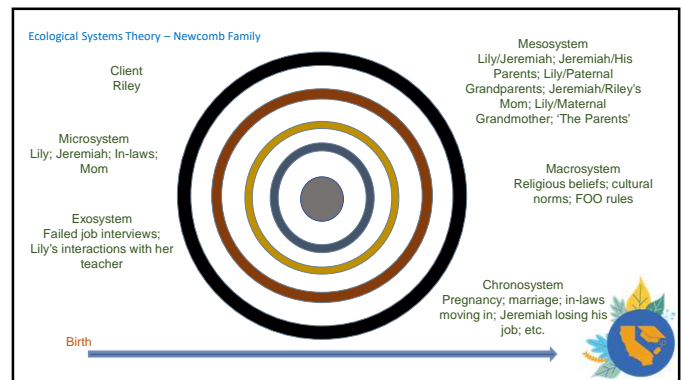 Ecological Systems Theory – Newcomb Family
Client
Riley
Microsystem
Lily; Jeremiah; In-laws;
Mom
Exosystem
Failed job interviews;
Lily's interactions with her
teacher
Mesosystem
Lily/Jeremiah; Jeremiah/His
Parents; Lily/Paternal
Grandparents; Jeremiah/Riley's
Mom; Lily/Maternal
Grandmother; 'The Parents'
Macrosystem
Religious beliefs; cultural
norms; FOO rules
Chronosystem
Pregnancy; marriage; in-laws
moving in; Jeremiah losing his
job; etc.
Birth